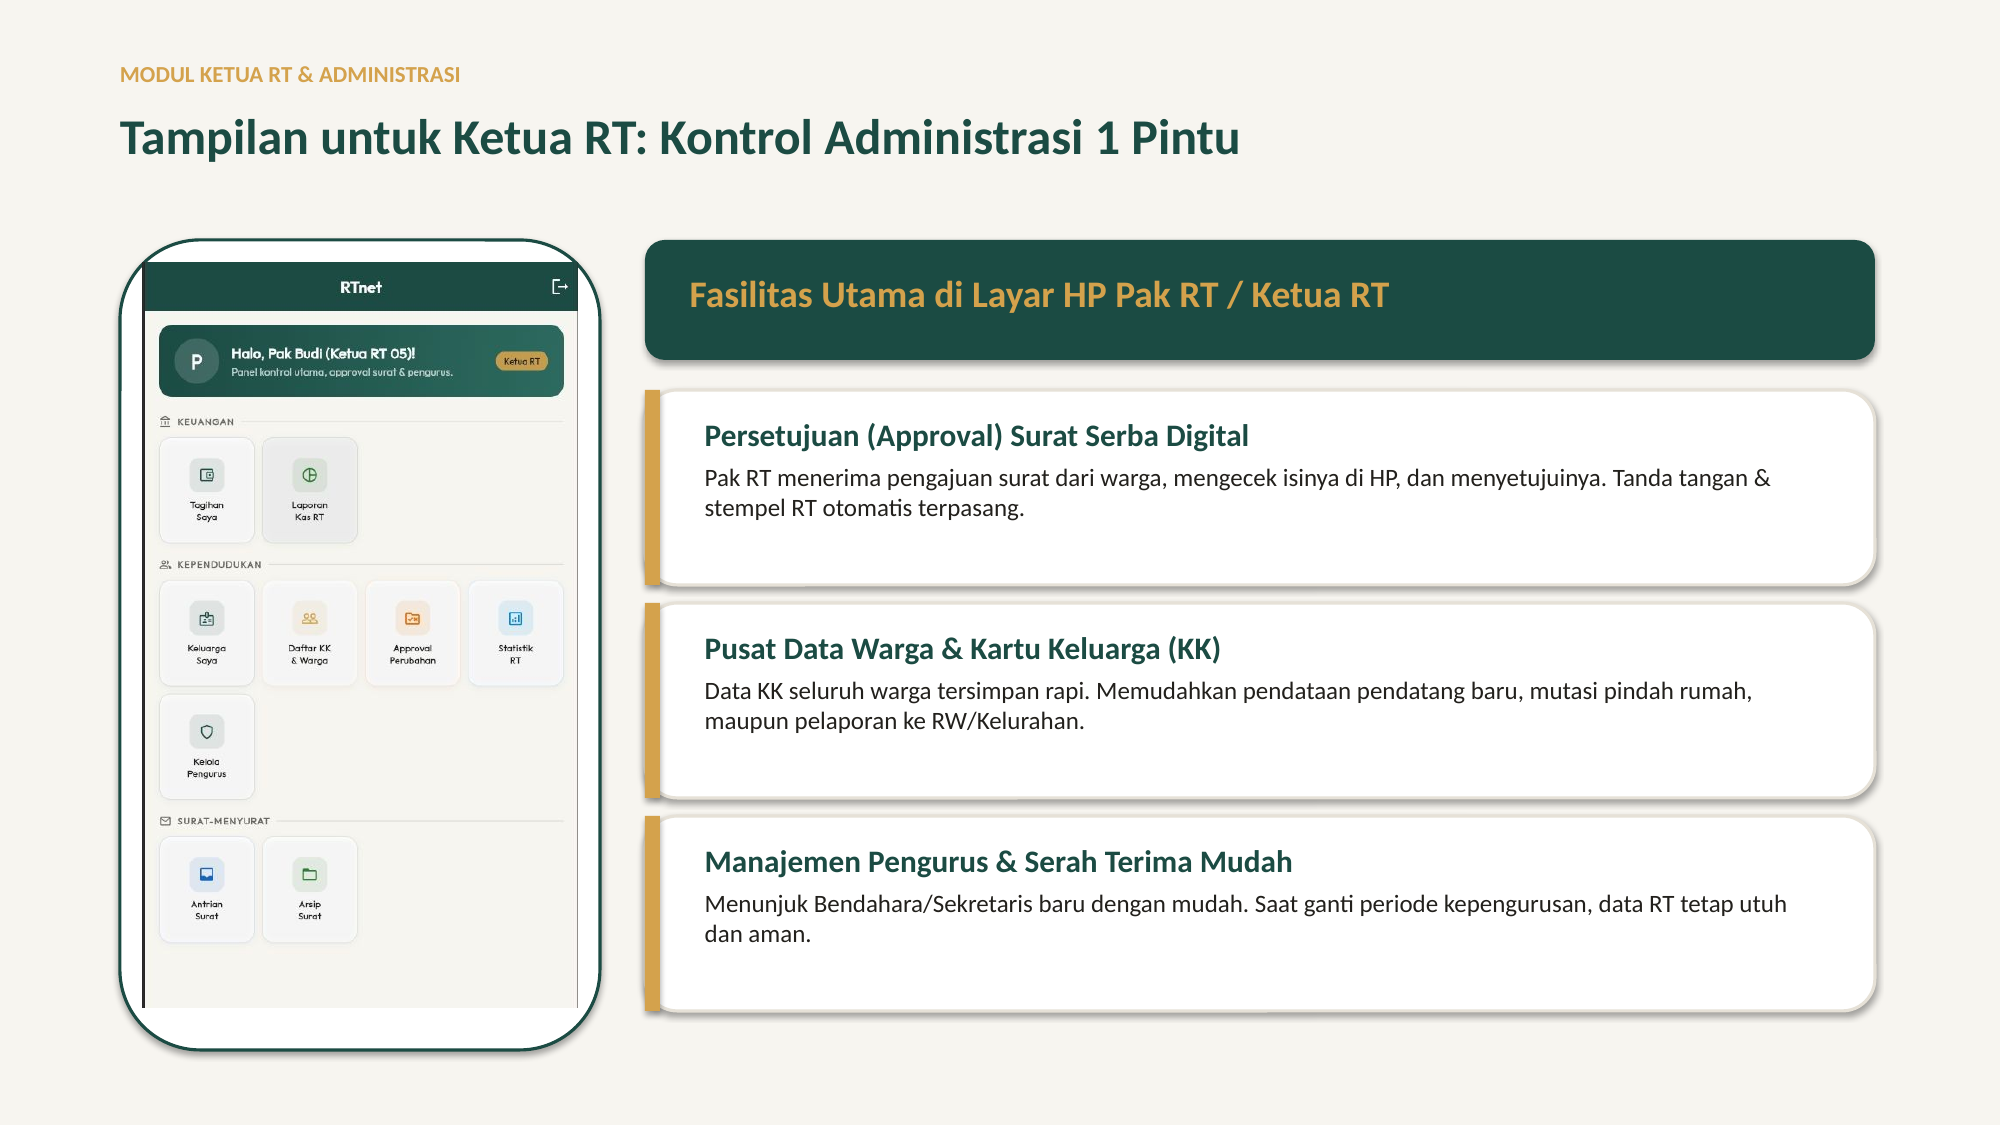 MODUL KETUA RT & ADMINISTRASI
Tampilan untuk Ketua RT: Kontrol Administrasi 1 Pintu
RTnet
P
Halo, Pak Budi (Ketua RT 05)!
Panel kontrol utama, approval surat & pengurus.
Ketua RT
KEUANGAN
Tagihan
Saya
Laporan
Kas RT
KEPENDUDUKAN
Keluarga
Saya
Daftar KK
& Warga
Approval
Perubahan
Statistik
RT
Kelola
Pengurus
SURAT-MENYURAT
Antrian
Surat
Arsip
Surat
Fasilitas Utama di Layar HP Pak RT / Ketua RT
Persetujuan (Approval) Surat Serba Digital
Pak RT menerima pengajuan surat dari warga, mengecek isinya di HP, dan menyetujuinya. Tanda tangan &
stempel RT otomatis terpasang.
Pusat Data Warga & Kartu Keluarga (KK)
Data KK seluruh warga tersimpan rapi. Memudahkan pendataan pendatang baru, mutasi pindah rumah,
maupun pelaporan ke RW/Kelurahan.
Manajemen Pengurus & Serah Terima Mudah
Menunjuk Bendahara/Sekretaris baru dengan mudah. Saat ganti periode kepengurusan, data RT tetap utuh
dan aman.